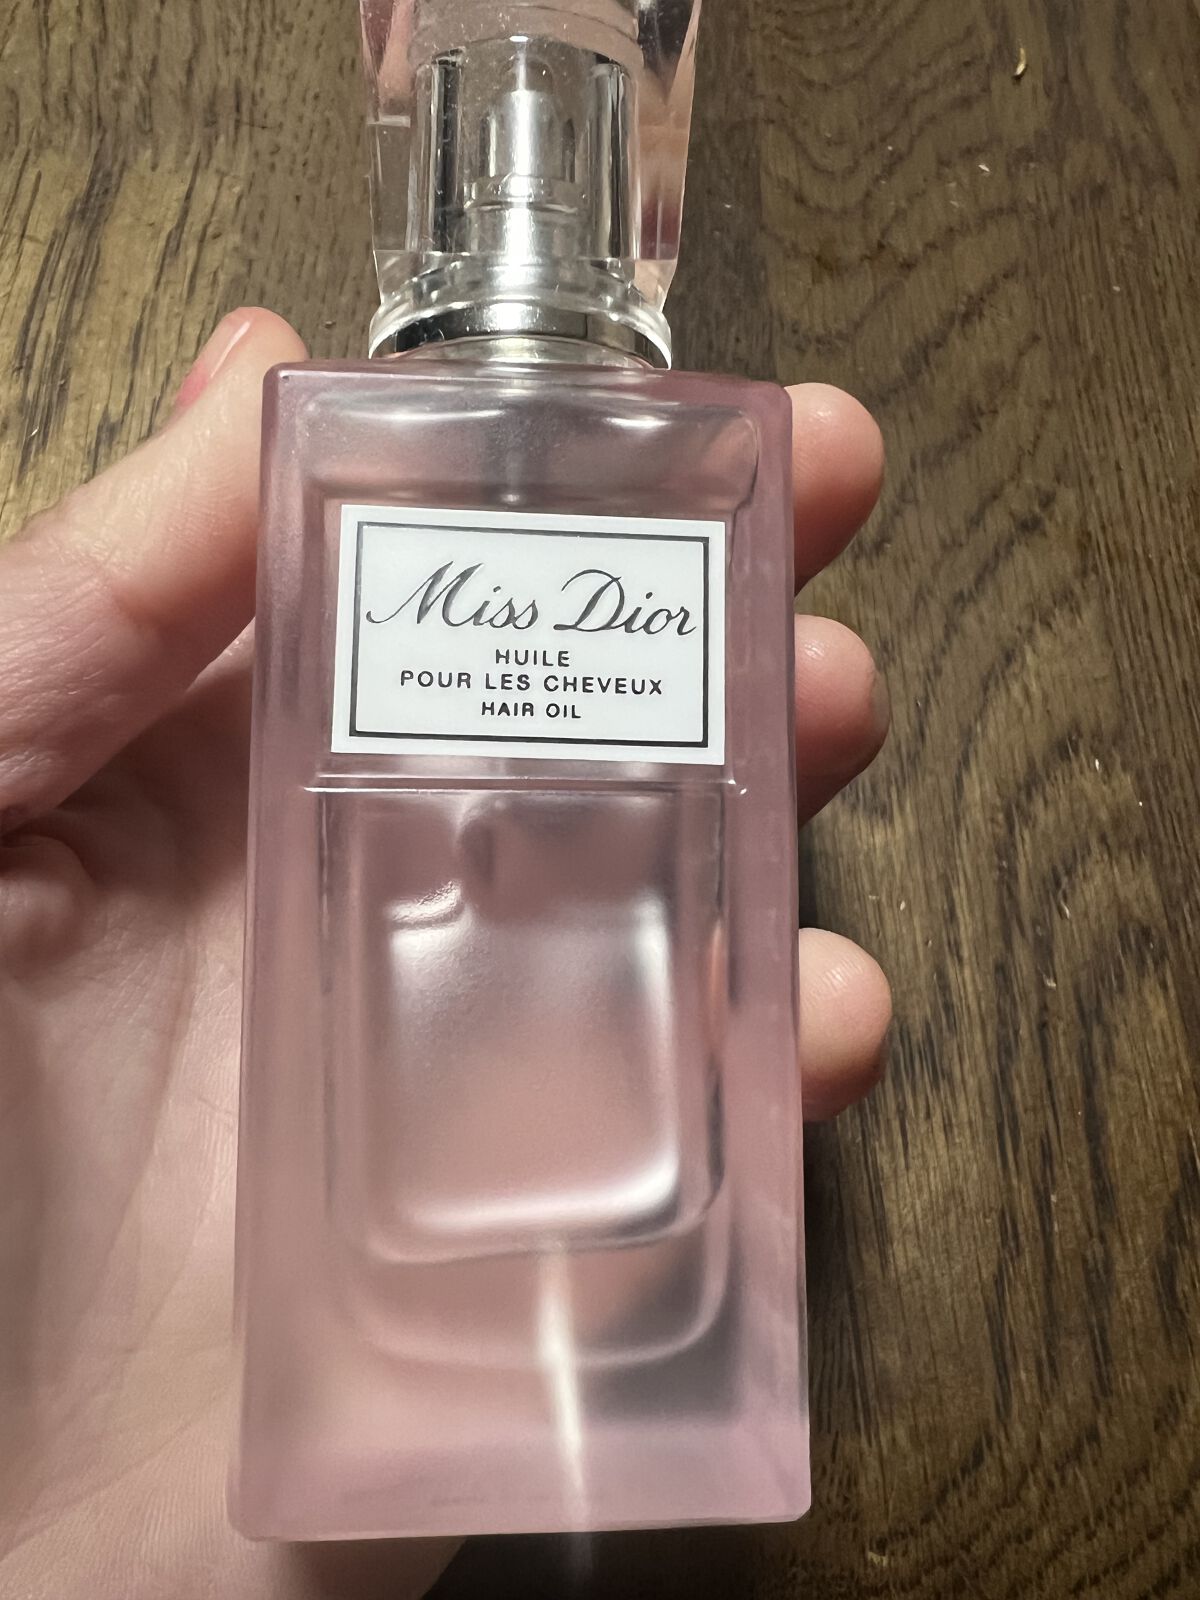 Miss Dior
HUILE
POUR LES CHEVEUX
HAIR OIL